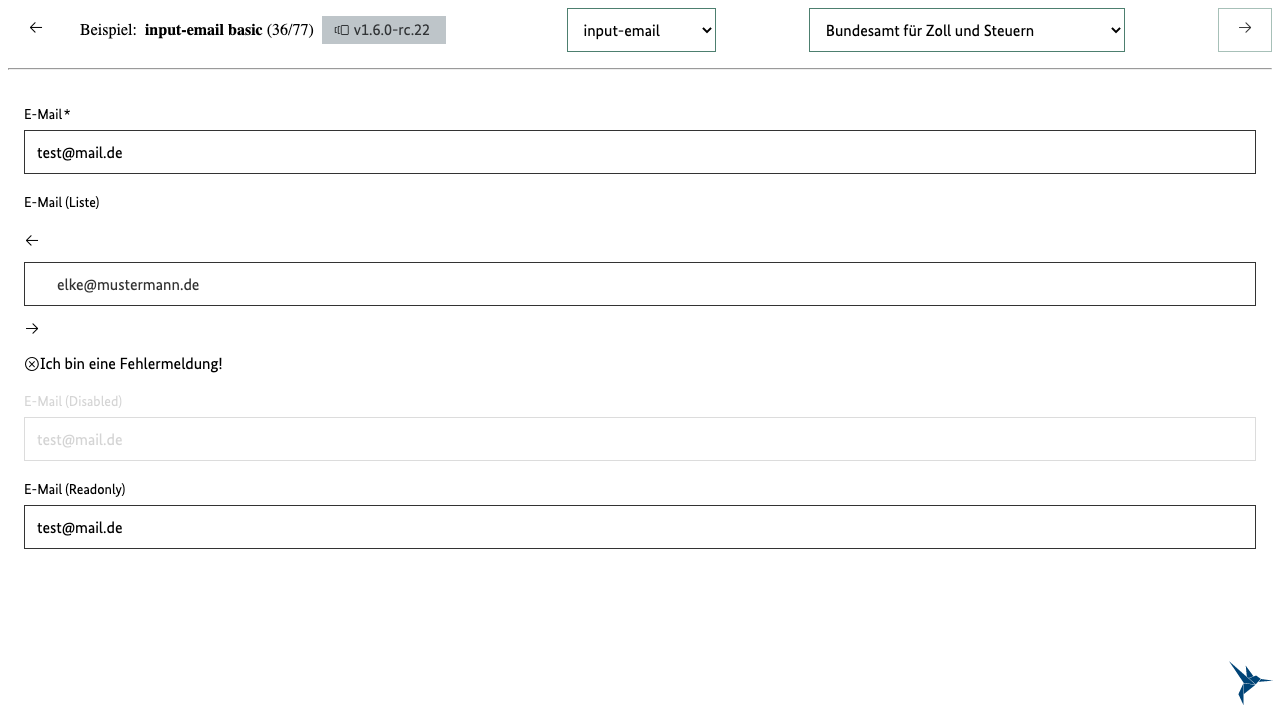 Beispiel: input-email basic (36/77) v1.6.0-rc.22 input-email Bundesamt für Zoll und Steuern
E-Mail*
test@mail.de
E-Mail (Liste)
elke@mustermann.de
Ich bin eine Fehlermeldung!
E-Mail (Disabled)
test@mail.de
E-Mail (Readonly)
test@mail.de